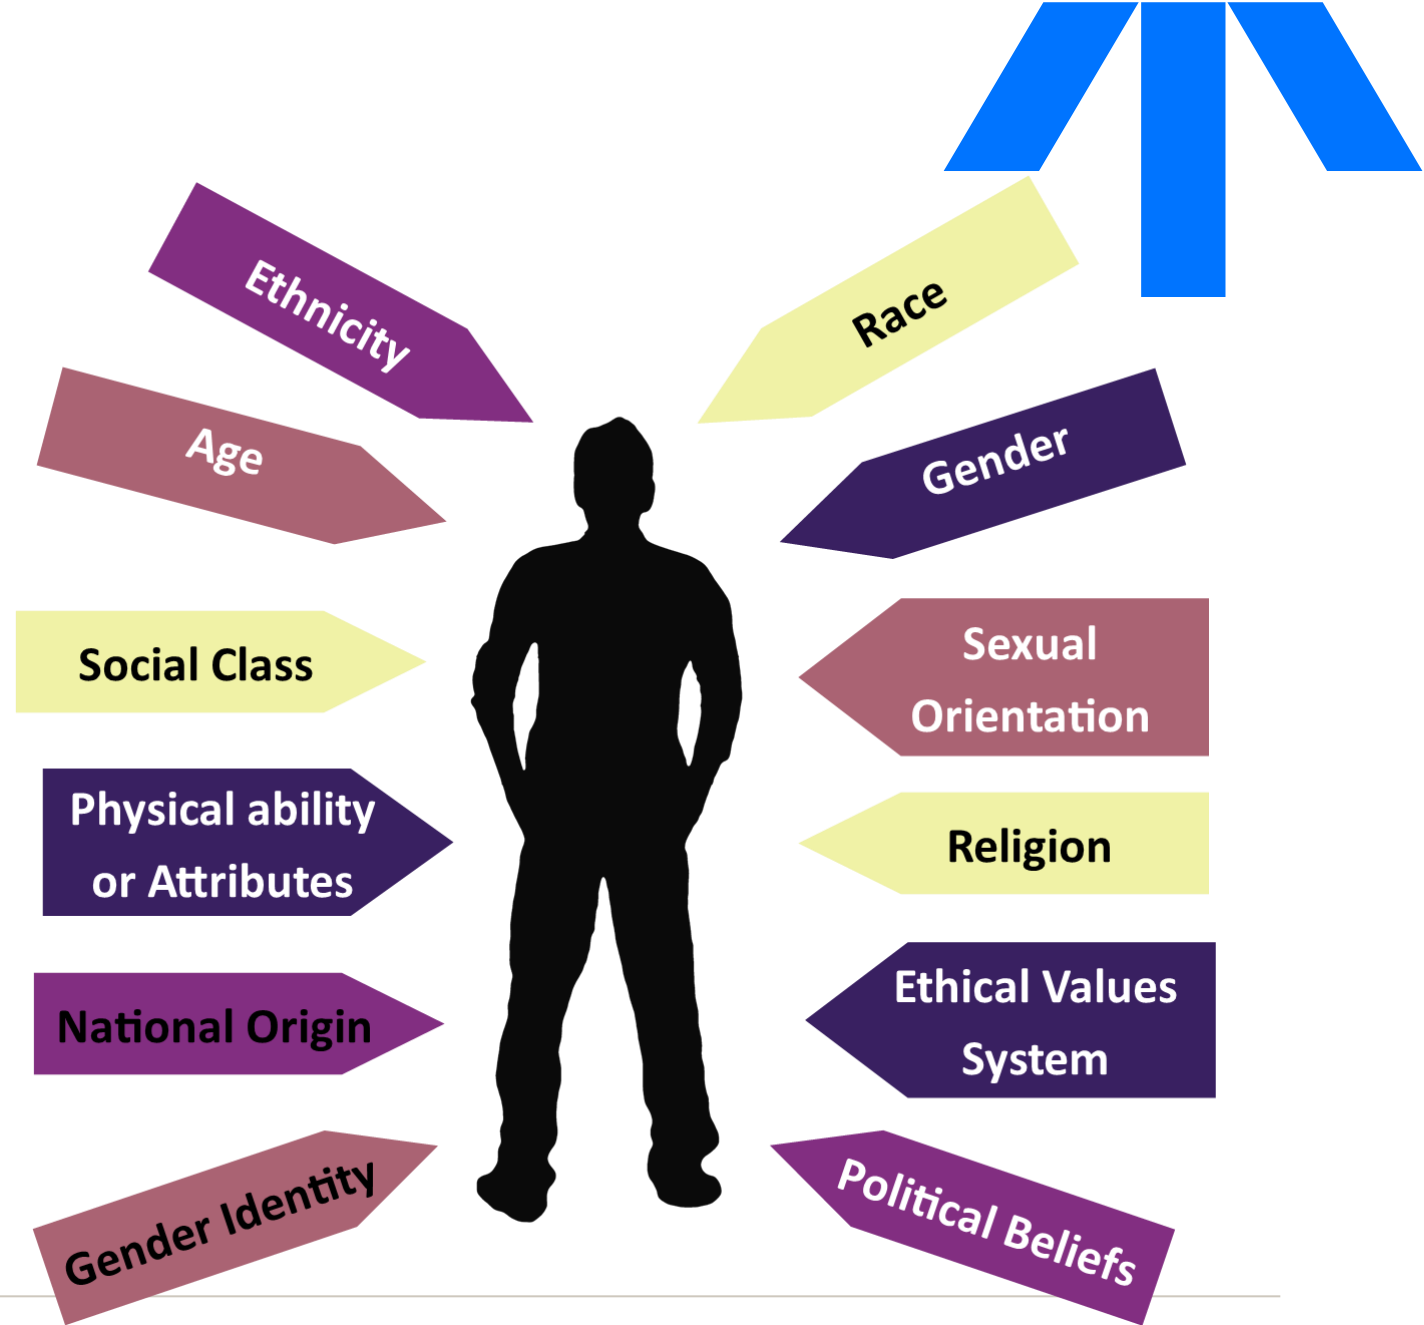 Ethnicity
Race
Age
Gender
Social Class
Sexual
Orientation
Physical ability
or Attributes
Religion
National Origin
Ethical Values
System
Gender Identity
Political Beliefs